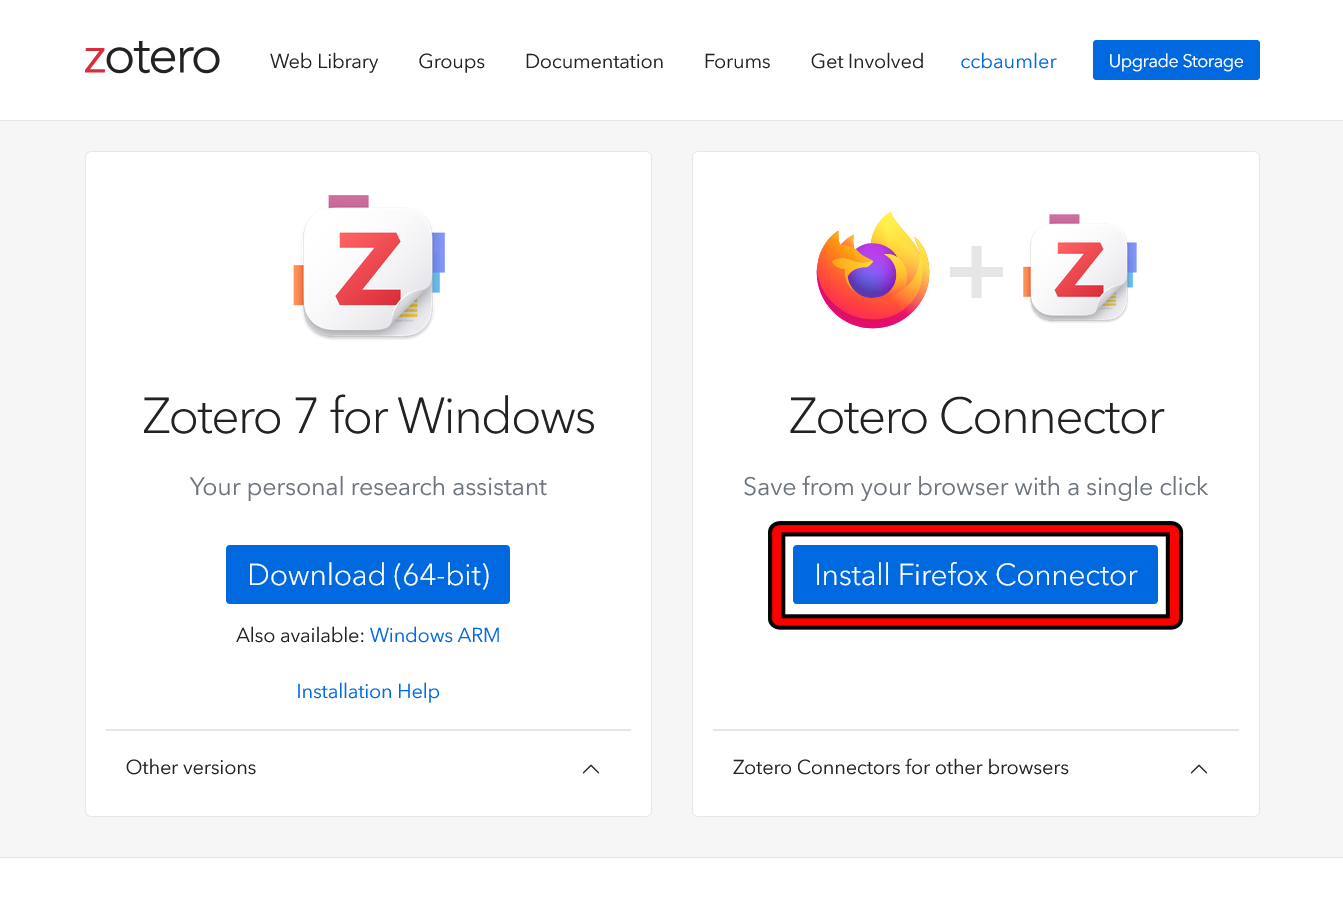 zotero
Web Library
Groups
Documentation
Forums
Get Involved
ccbaumler
Upgrade Storage
Z
Zotero 7 for Windows
Your personal research assistant
Download (64-bit)
Also available: Windows ARM
Installation Help
Other versions
Z
Zotero Connector
Save from your browser with a single click
Install Firefox Connector
Zotero Connectors for other browsers